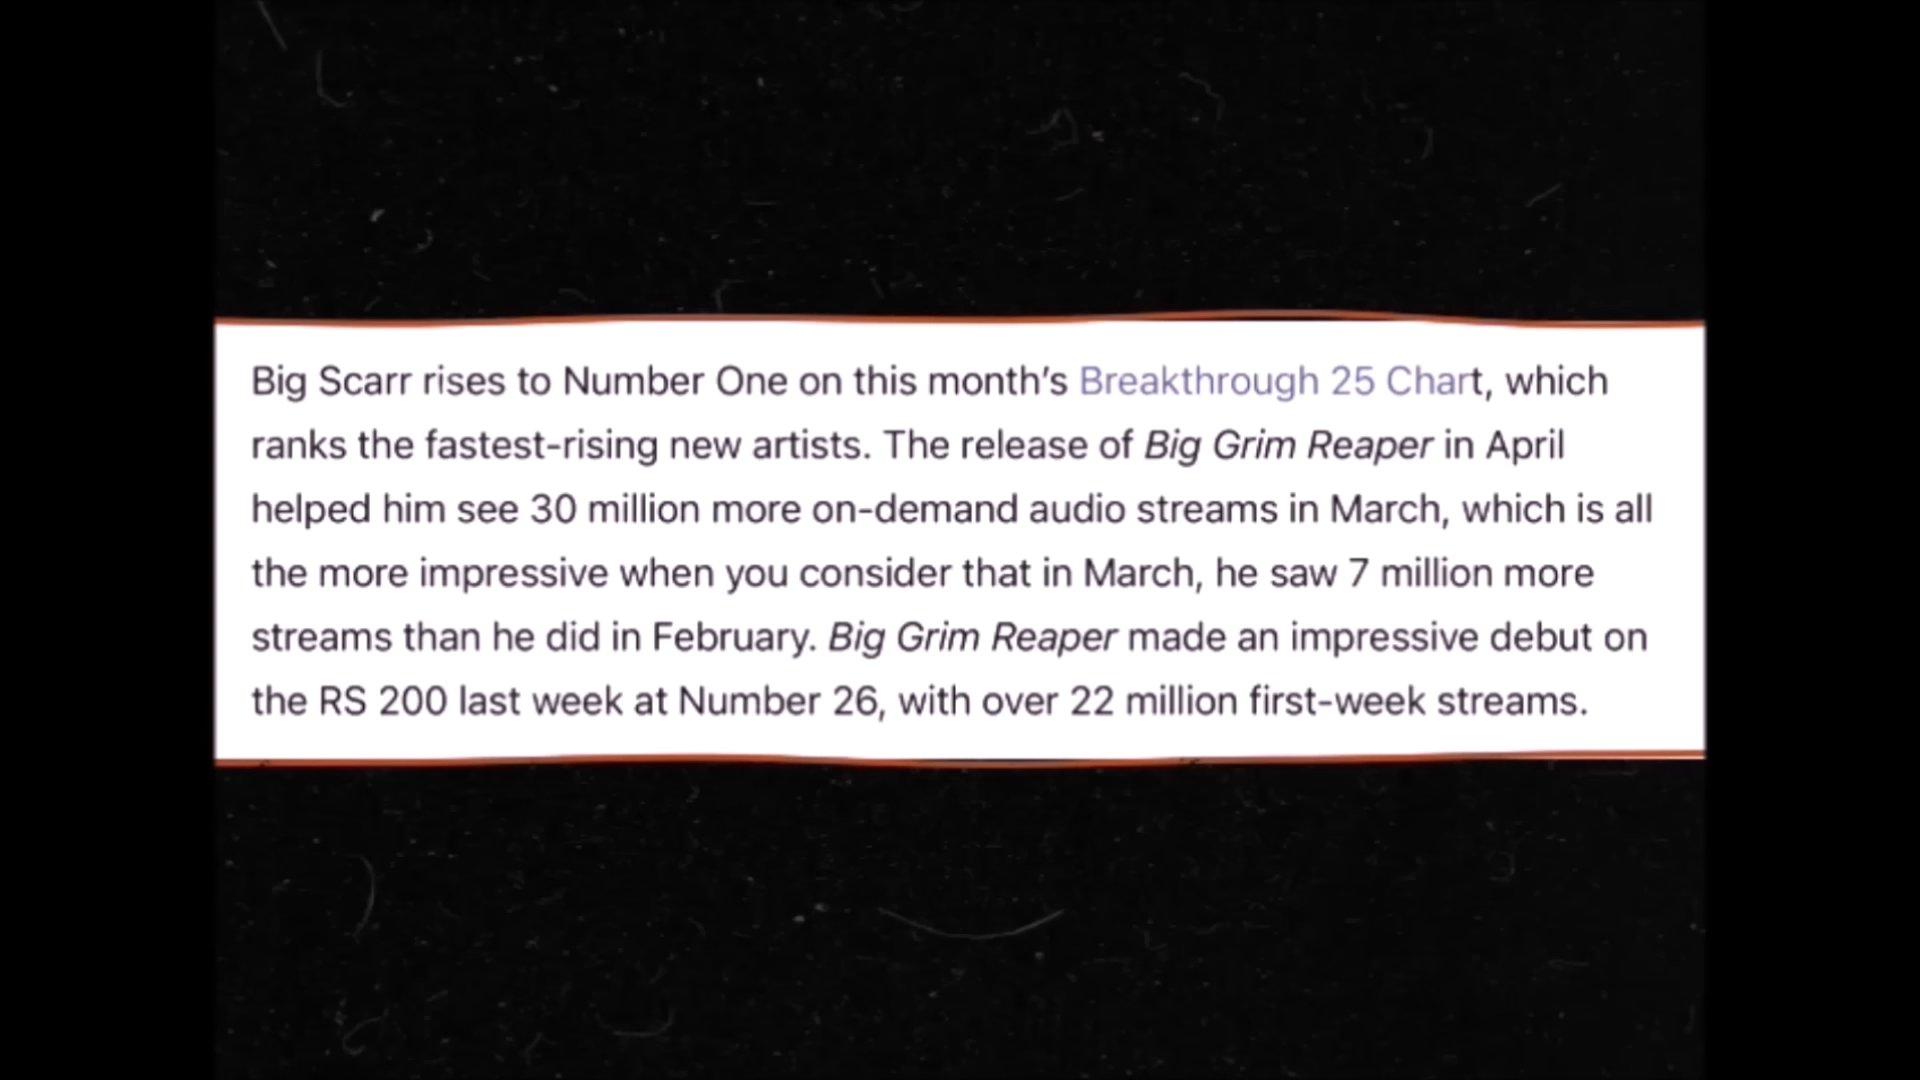 Big Scarr rises to Number One on this month’s Breakthrough 25 Chart, which
ranks the fastest-rising new artists. The release of Big Grim Reaper in April
helped him see 30 million more on-demand audio streams in March, which is all
the more impressive when you consider that in March, he saw 7 million more
streams than he did in February. Big Grim Reaper made an impressive debut on
the RS 200 last week at Number 26, with over 22 million first-week streams.